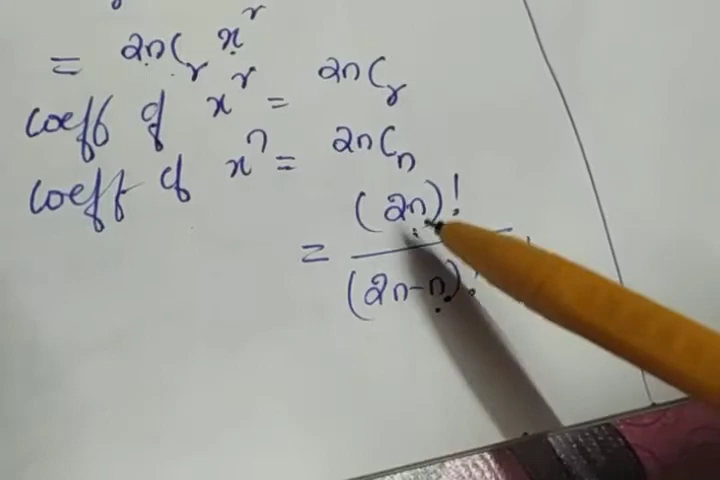 = 2nCr x^r
coeff of x^r = 2nCr
coeff of x^n = 2nCn
= (2n)!
(2n-n)!